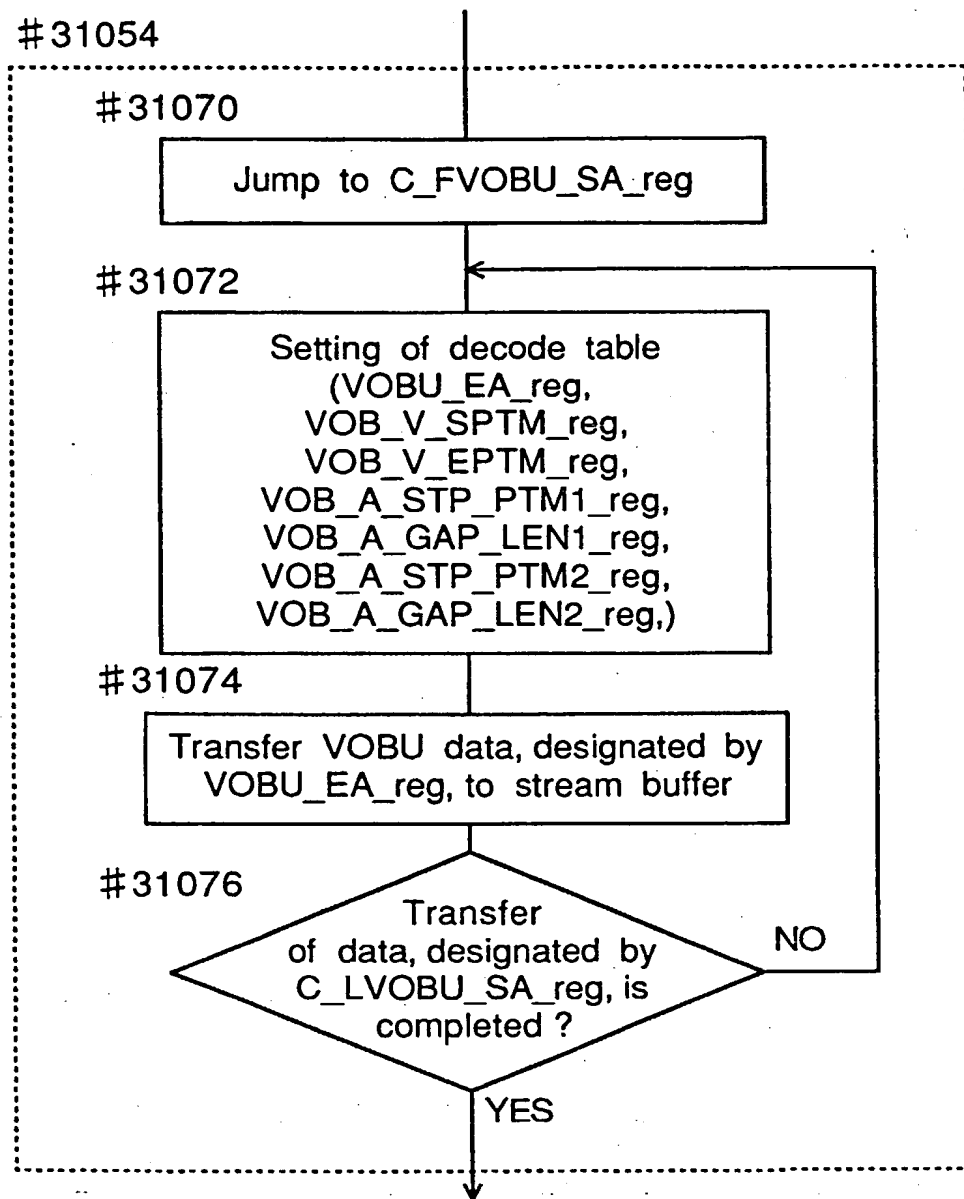 #31054
#31070
Jump to C_FVOBU_SA_reg
#31072
Setting of decode table
(VOBU_EA_reg,
VOB_V_SPTM_reg,
VOB_V_EPTM_reg,
VOB_A_STP_PTM1_reg,
VOB_A_GAP_LEN1_reg,
VOB_A_STP_PTM2_reg,
VOB_A_GAP_LEN2_reg,)
#31074
Transfer VOBU data, designated by
VOBU_EA_reg, to stream buffer
#31076
Transfer
of data, designated by
C_LVOBU_SA_reg, is
completed ?
NO
YES